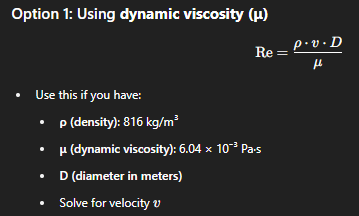 Option 1: Using dynamic viscosity (μ)
Re = ρ · v · D / μ
• Use this if you have:
• ρ (density): 816 kg/m³
• μ (dynamic viscosity): 6.04 × 10⁻³ Pa·s
• D (diameter in meters)
• Solve for velocity v